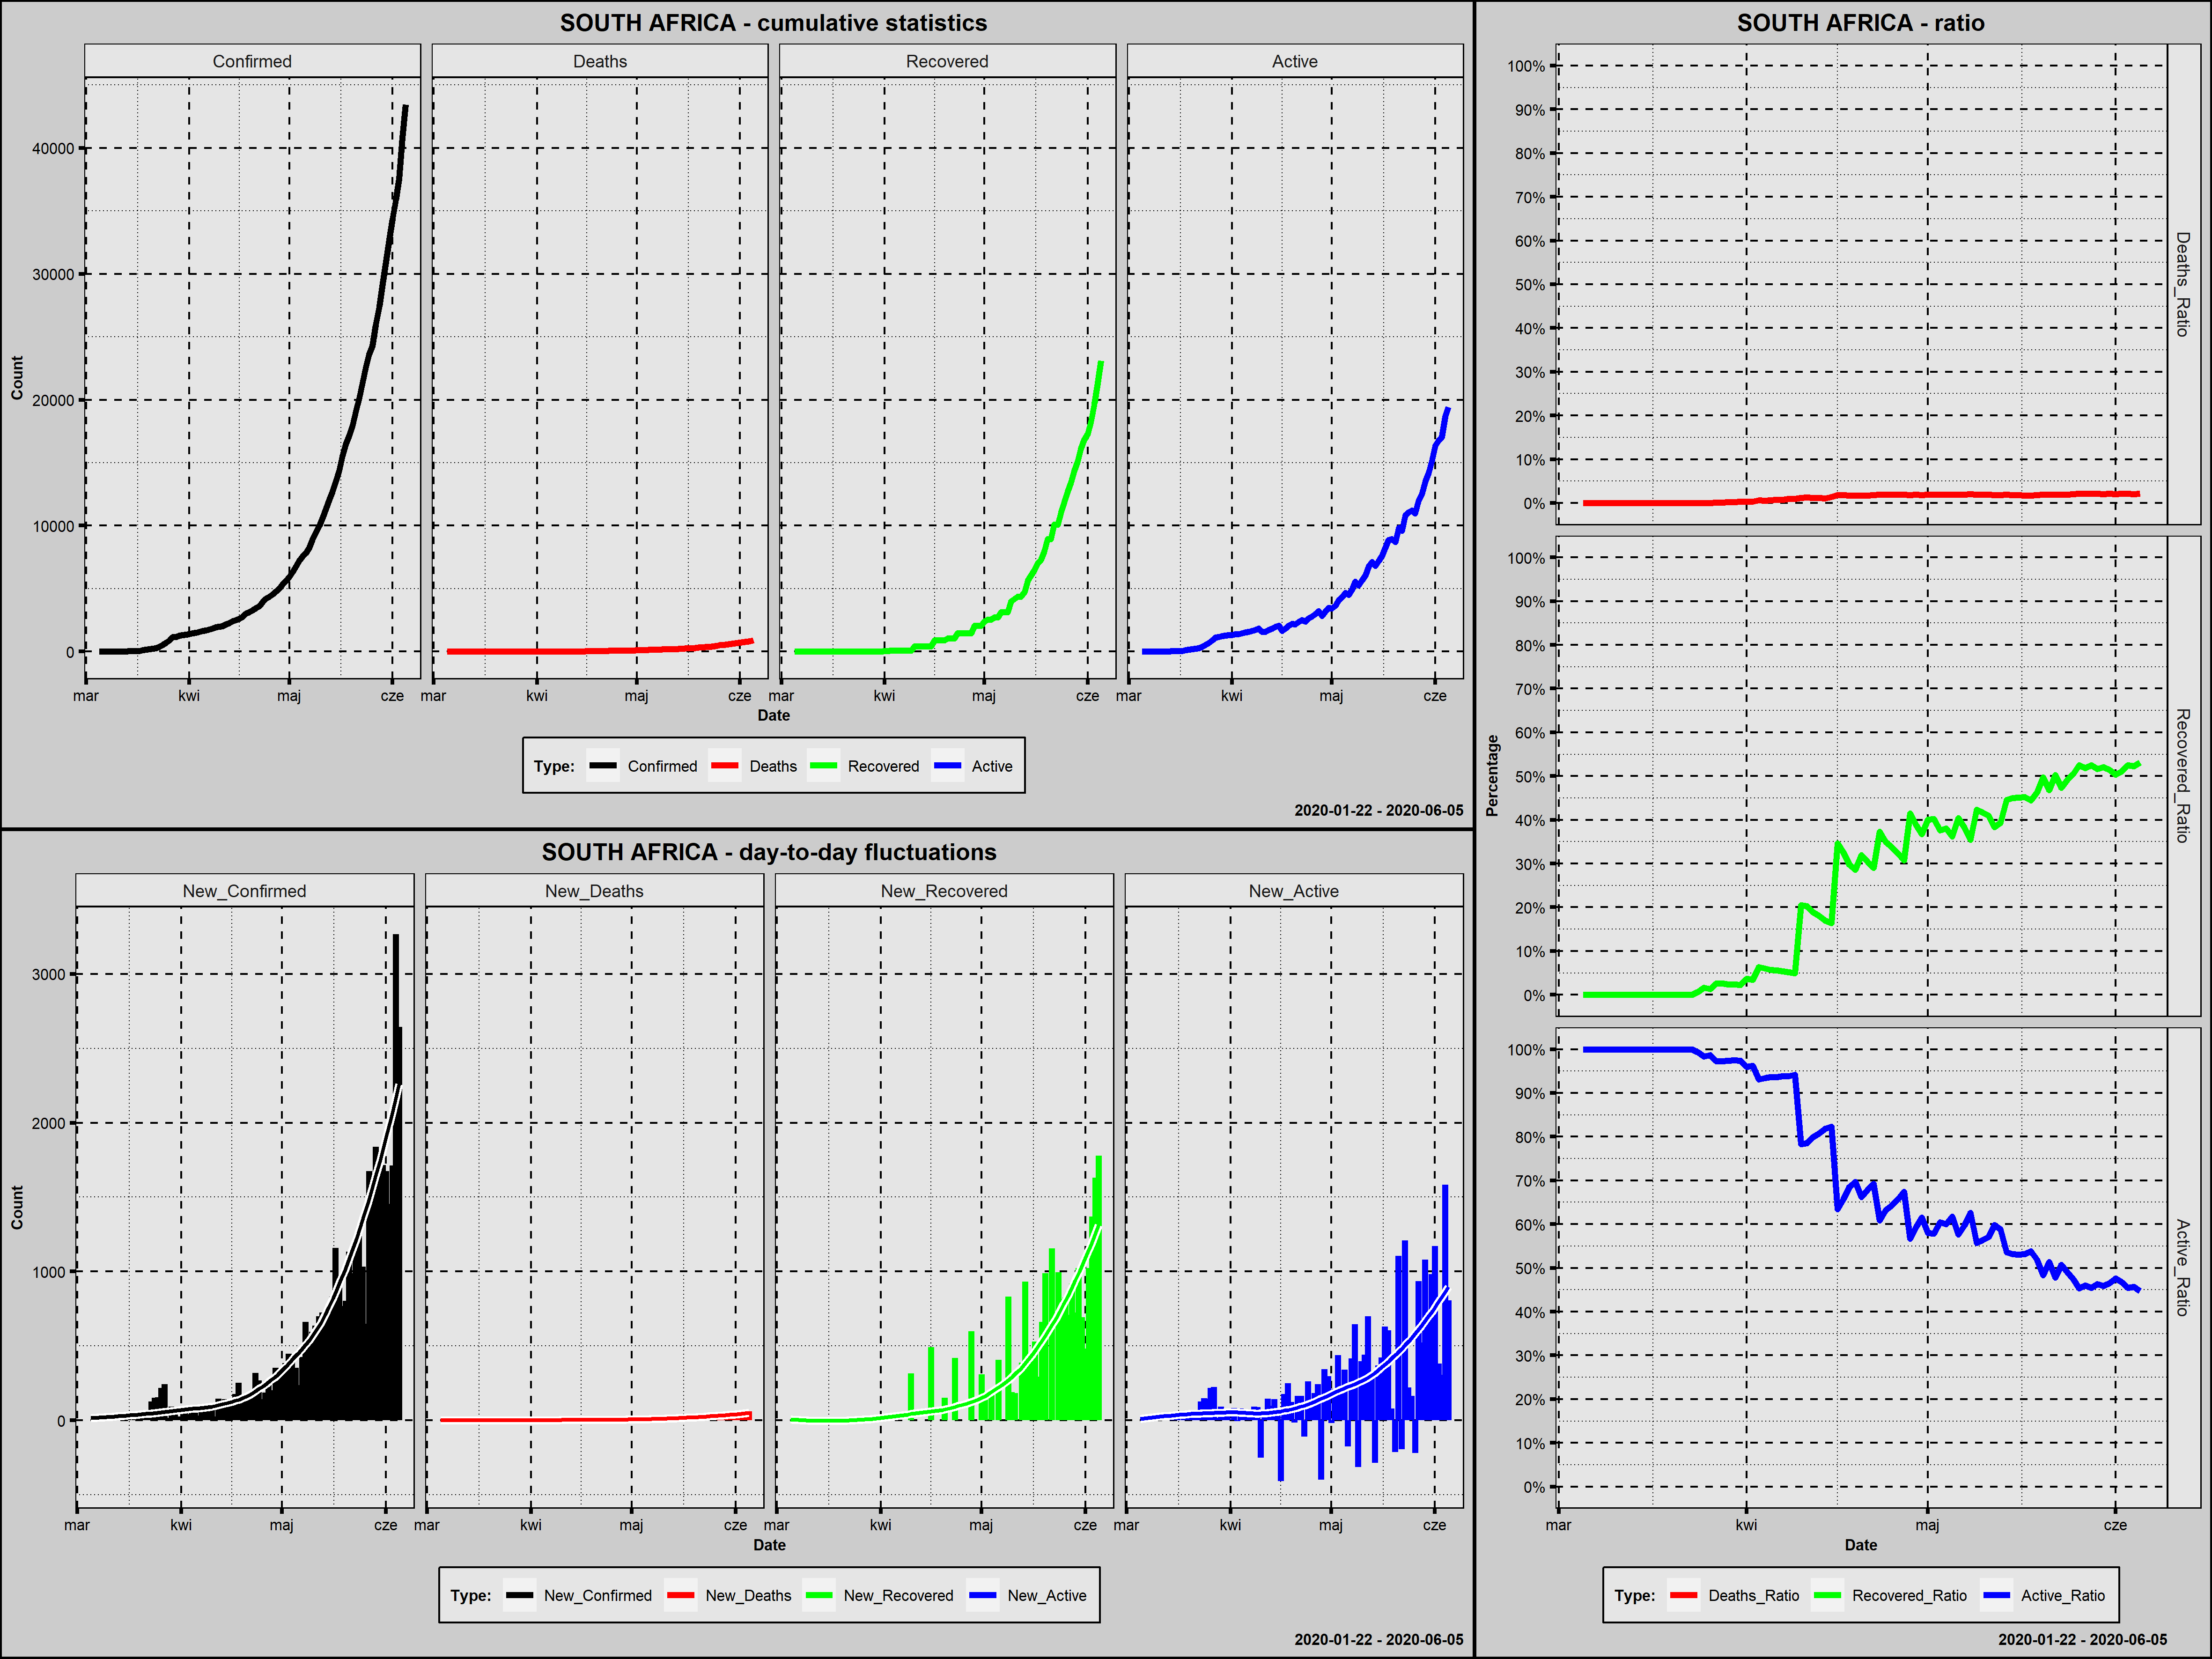 SOUTH AFRICA - cumulative statistics
Confirmed Deaths Recovered Active
Count
40000
30000
20000
10000
0
mar kwi maj cze mar kwi maj cze mar kwi maj cze mar kwi maj cze
Date
Type: Confirmed Deaths Recovered Active
2020-01-22 - 2020-06-05
SOUTH AFRICA - day-to-day fluctuations
New_Confirmed New_Deaths New_Recovered New_Active
Count
3000
2000
1000
0
mar kwi maj cze mar kwi maj cze mar kwi maj cze mar kwi maj cze
Date
Type: New_Confirmed New_Deaths New_Recovered New_Active
2020-01-22 - 2020-06-05
SOUTH AFRICA - ratio
Percentage
100%
90%
80%
70%
60%
50%
40%
30%
20%
10%
0%
Deaths_Ratio
100%
90%
80%
70%
60%
50%
40%
30%
20%
10%
0%
Recovered_Ratio
100%
90%
80%
70%
60%
50%
40%
30%
20%
10%
0%
Active_Ratio
mar kwi maj cze
Date
Type: Deaths_Ratio Recovered_Ratio Active_Ratio
2020-01-22 - 2020-06-05